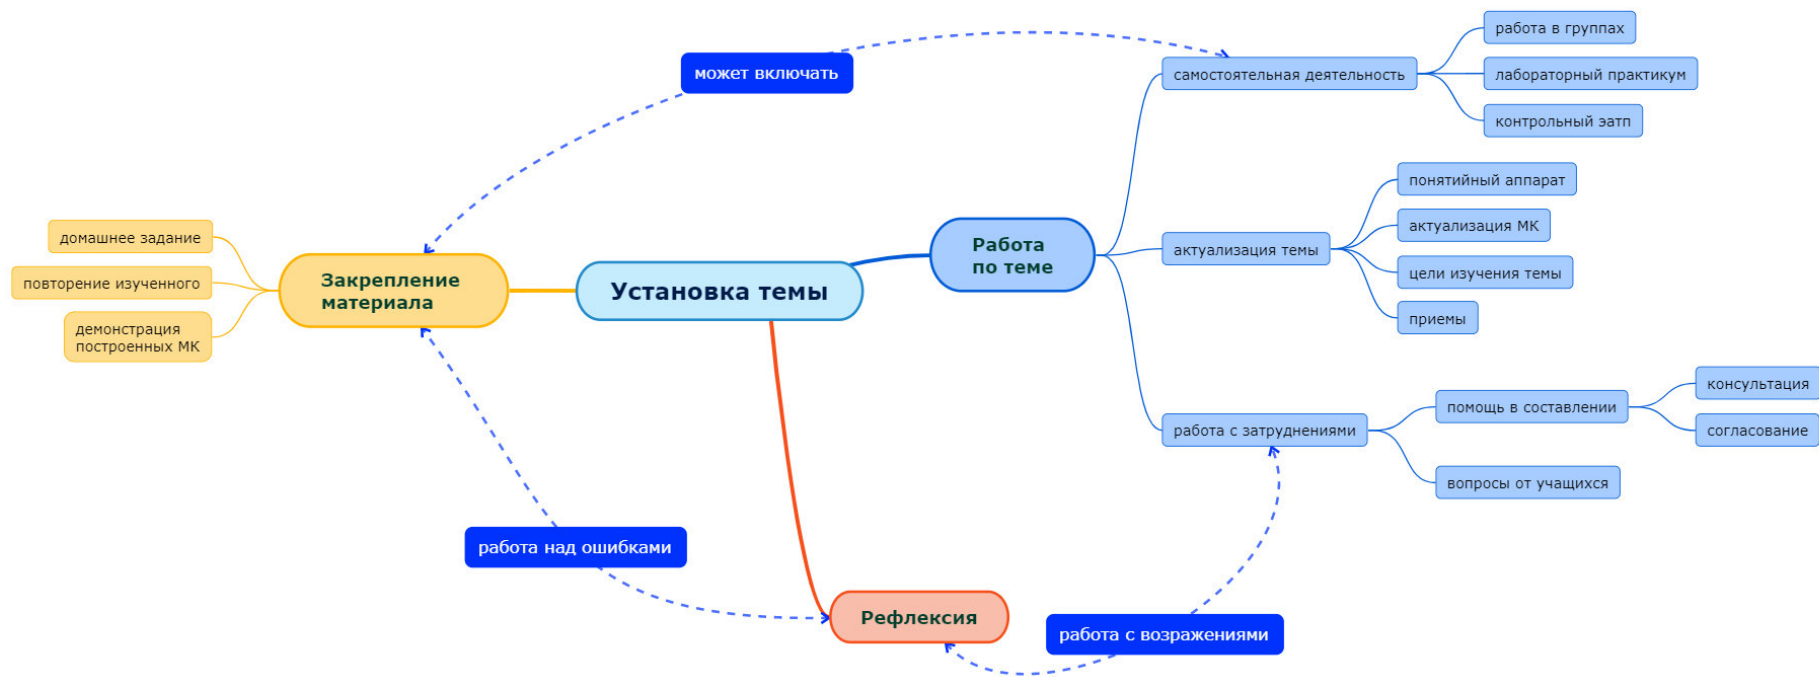 работа в группах
может включать
самостоятельная деятельность
лабораторный практикум
контрольный эатп
понятийный аппарат
домашнее задание
Работа
по теме
актуализация темы
актуализация МК
повторение изученного
Закрепление
материала
Установка темы
цели изучения темы
приемы
демонстрация
построенных МК
консультация
помощь в составлении
работа с затруднениями
согласование
вопросы от учащихся
работа над ошибками
Рефлексия
работа с возражениями